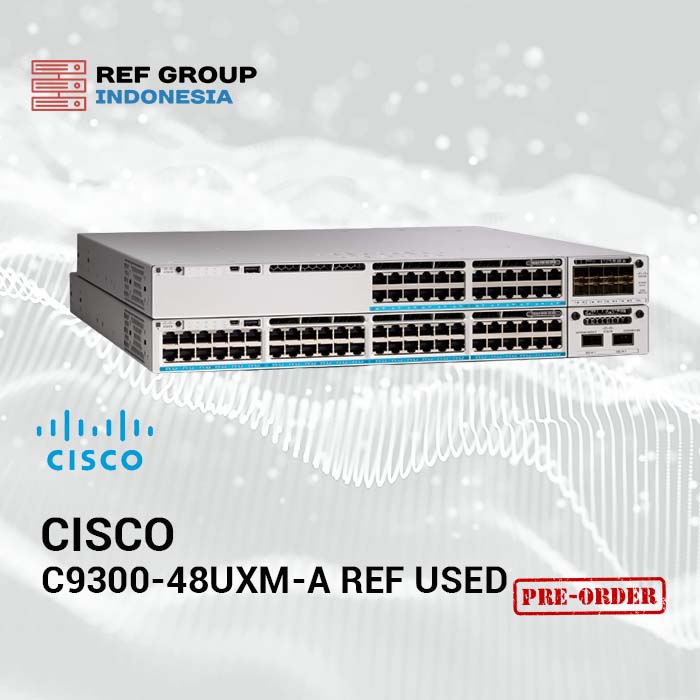 REF GROUP
INDONESIA
CISCO
CISCO
C9300-48UXM-A REF USED
PRE-ORDER